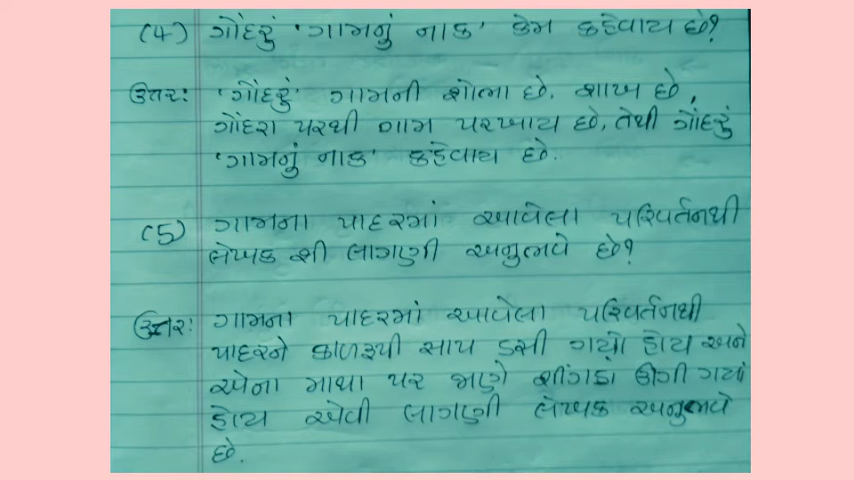 (4) ગોંદરું 'ગામનું નાક' કેમ કહેવાય છે?
ઉત્તર: 'ગોંદરું' ગામની શોભા છે. શાખ છે,
ગોંદરા પરથી ગામ પરખાય છે, તેથી ગોંદરું
'ગામનું નાક' કહેવાય છે.
(5) ગામના પાદરમાં આવેલા પરિવર્તનથી
લેખક શી લાગણી અનુભવે છે?
ઉત્તર: ગામના પાદરમાં આવેલા પરિવર્તનથી
પાદરને કાળરૂપી સાપ ડસી ગયો હોય અને
એના માથા પર જાણે શીંગડાં ઊગી ગયાં
હોય એવી લાગણી લેખક અનુભવે
છે.